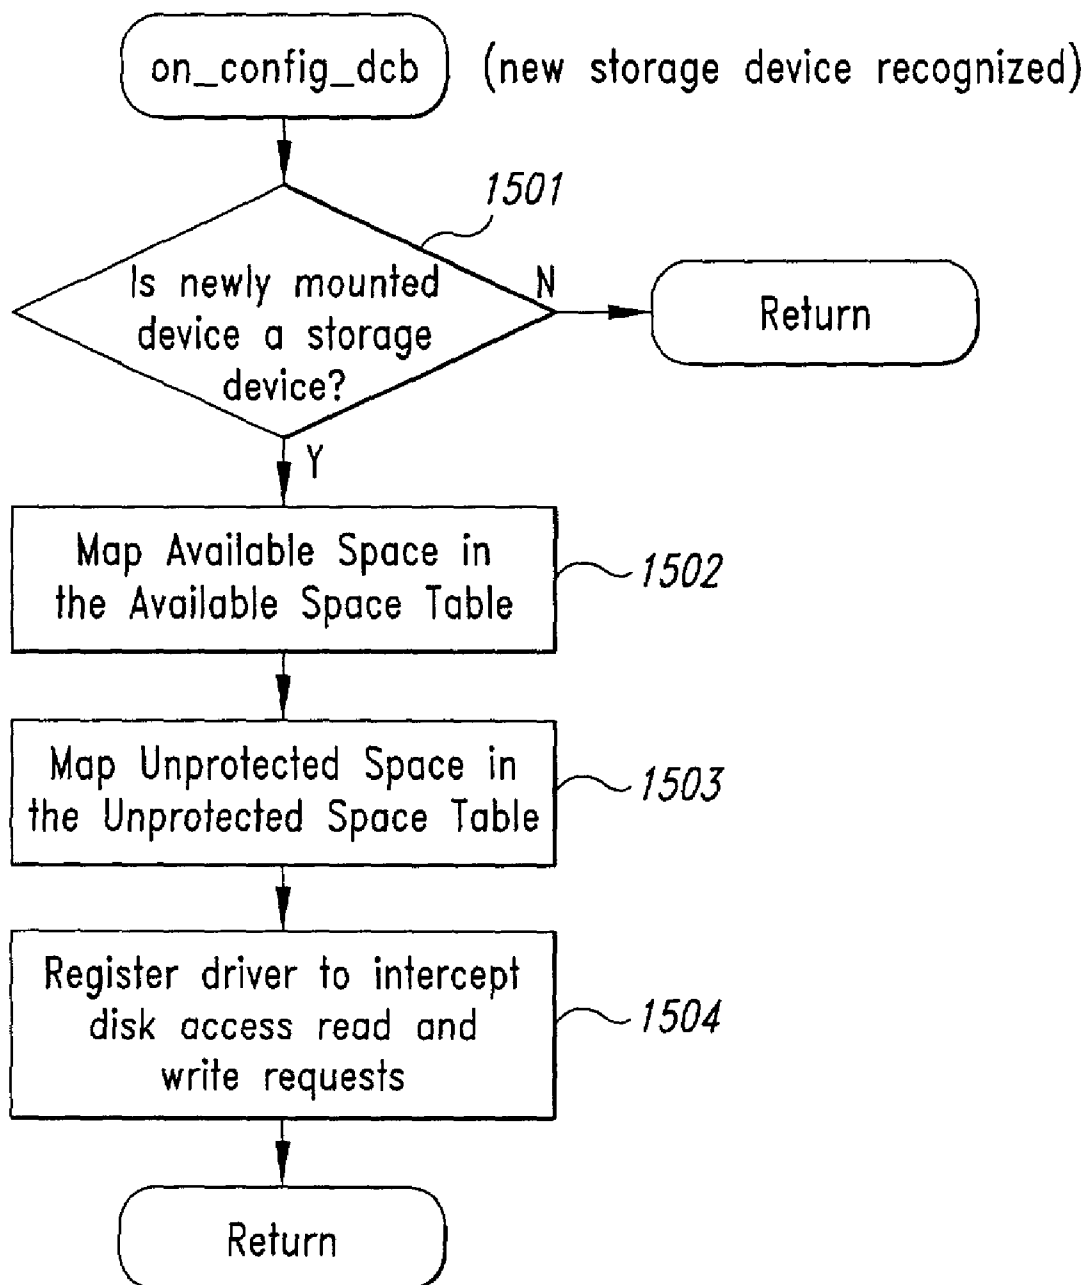 on_config_dcb (new storage device recognized)
1501
Is newly mounted
device a storage
device?
N
Return
Y
Map Available Space in
the Available Space Table
1502
Map Unprotected Space in
the Unprotected Space Table
1503
Register driver to intercept
disk access read and
write requests
1504
Return